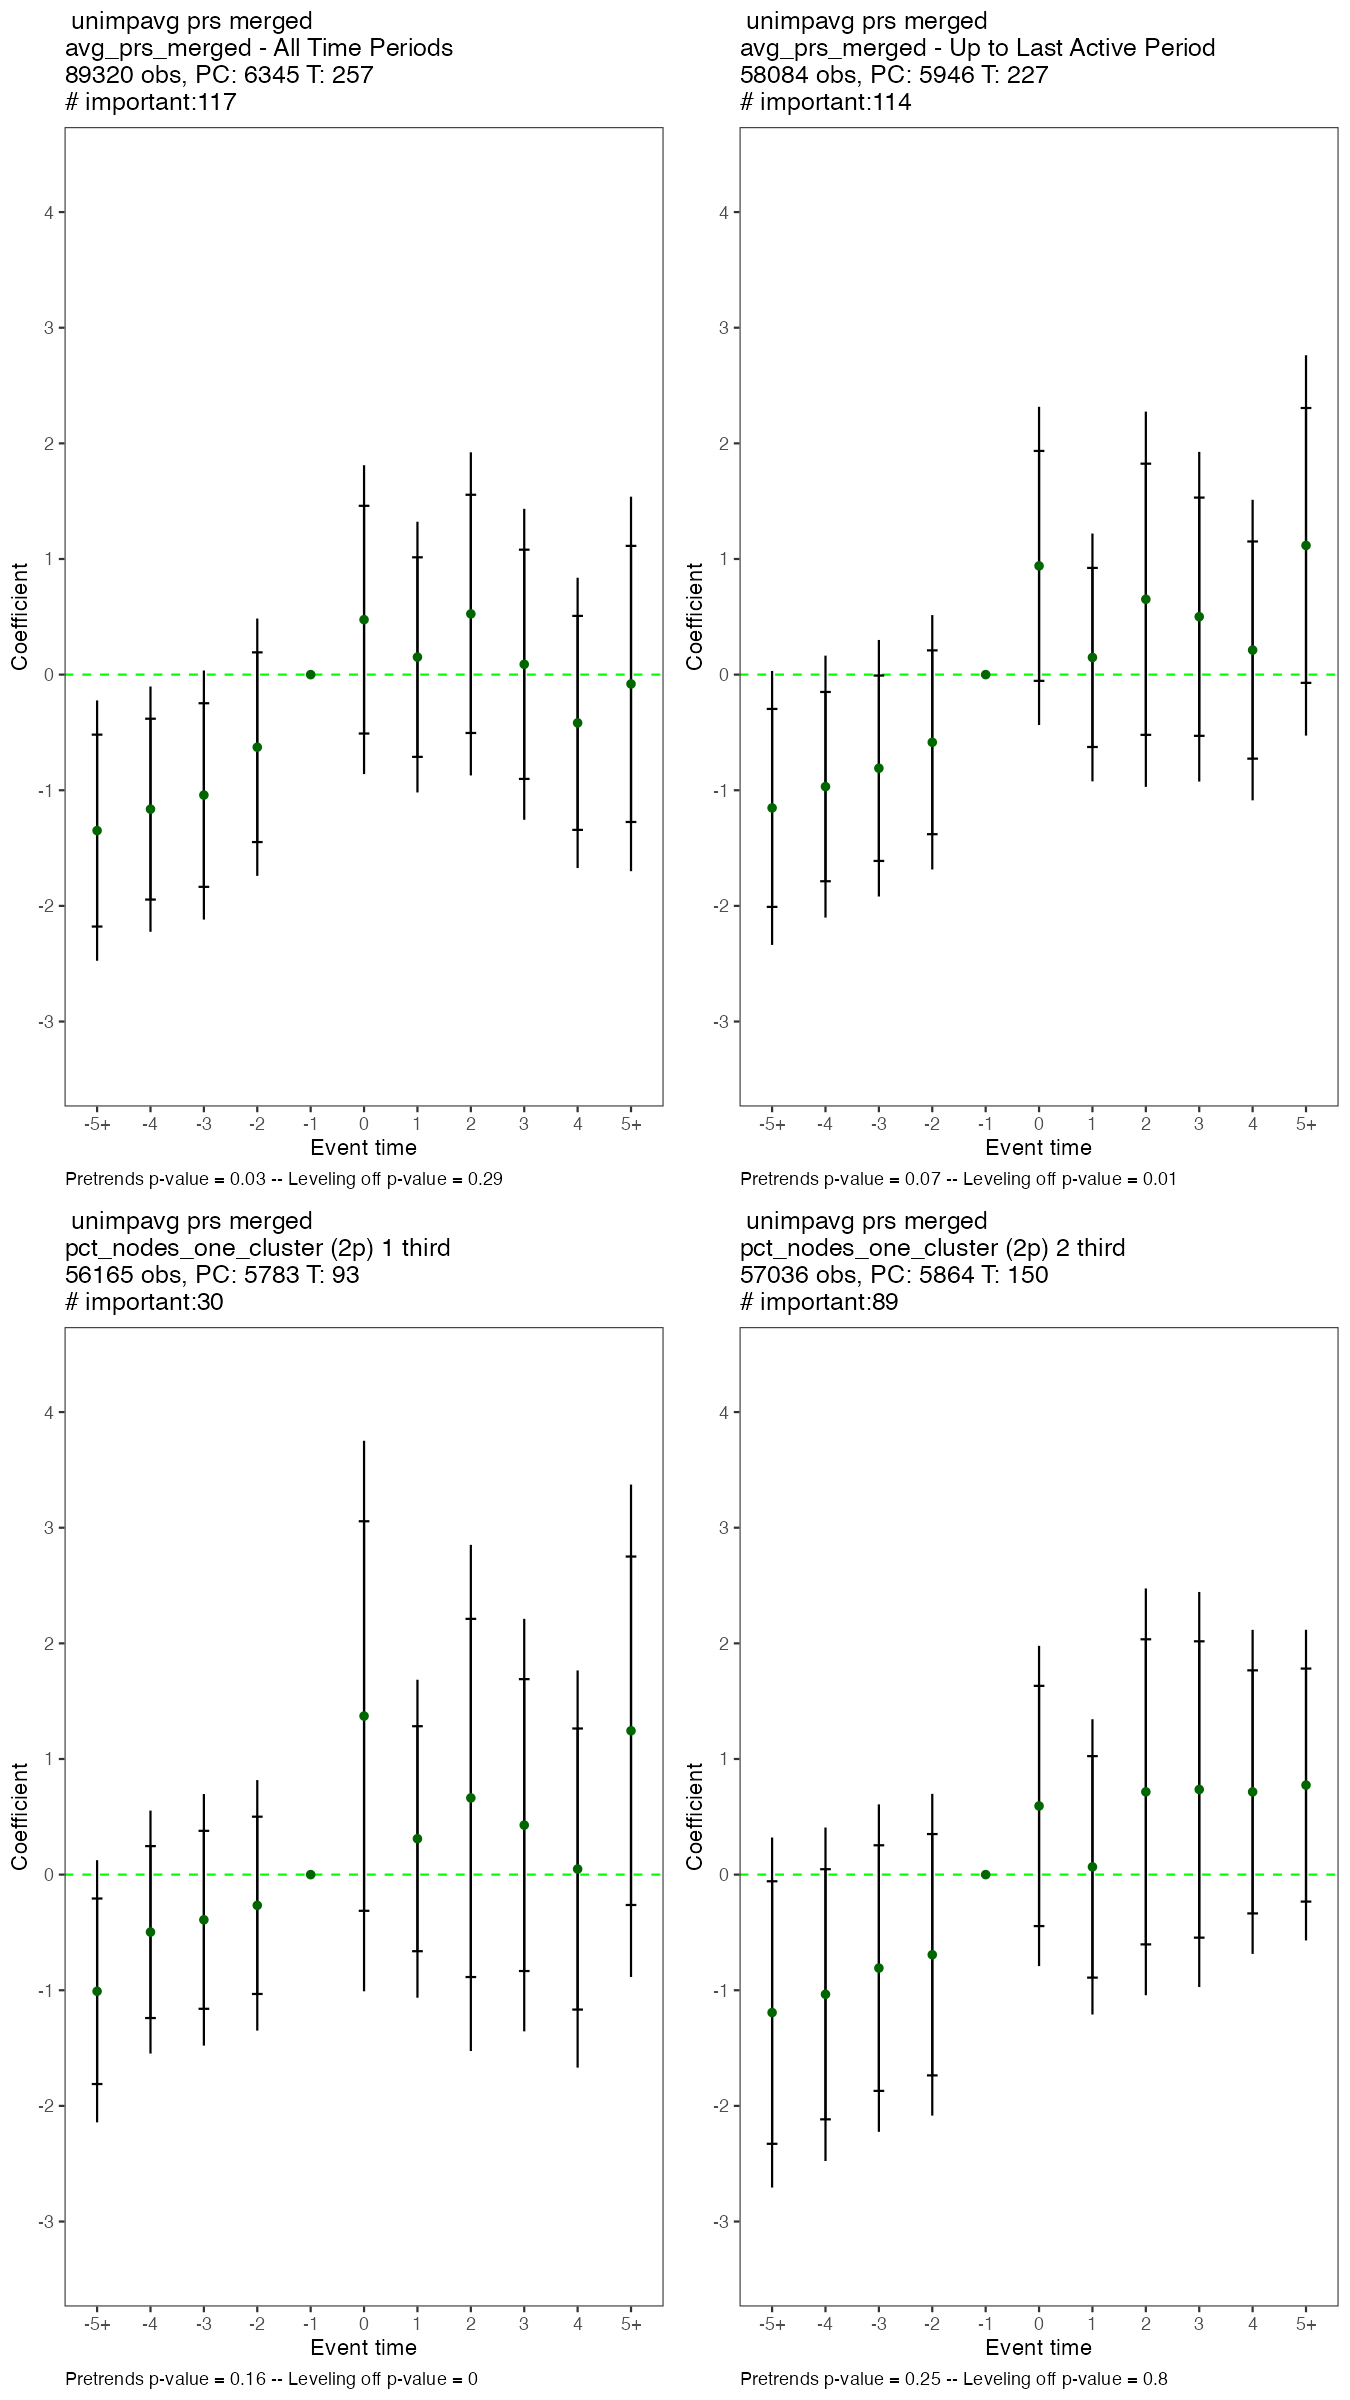 unimpavg prs merged
avg_prs_merged - All Time Periods
89320 obs, PC: 6345 T: 257
# important:117
Coefficient
4
3
2
1
0
-1
-2
-3
-5+ -4 -3 -2 -1 0 1 2 3 4 5+
Event time
Pretrends p-value = 0.03 -- Leveling off p-value = 0.29
unimpavg prs merged
avg_prs_merged - Up to Last Active Period
58084 obs, PC: 5946 T: 227
# important:114
Coefficient
4
3
2
1
0
-1
-2
-3
-5+ -4 -3 -2 -1 0 1 2 3 4 5+
Event time
Pretrends p-value = 0.07 -- Leveling off p-value = 0.01
unimpavg prs merged
pct_nodes_one_cluster (2p) 1 third
56165 obs, PC: 5783 T: 93
# important:30
Coefficient
4
3
2
1
0
-1
-2
-3
-5+ -4 -3 -2 -1 0 1 2 3 4 5+
Event time
Pretrends p-value = 0.16 -- Leveling off p-value = 0
unimpavg prs merged
pct_nodes_one_cluster (2p) 2 third
57036 obs, PC: 5864 T: 150
# important:89
Coefficient
4
3
2
1
0
-1
-2
-3
-5+ -4 -3 -2 -1 0 1 2 3 4 5+
Event time
Pretrends p-value = 0.25 -- Leveling off p-value = 0.8